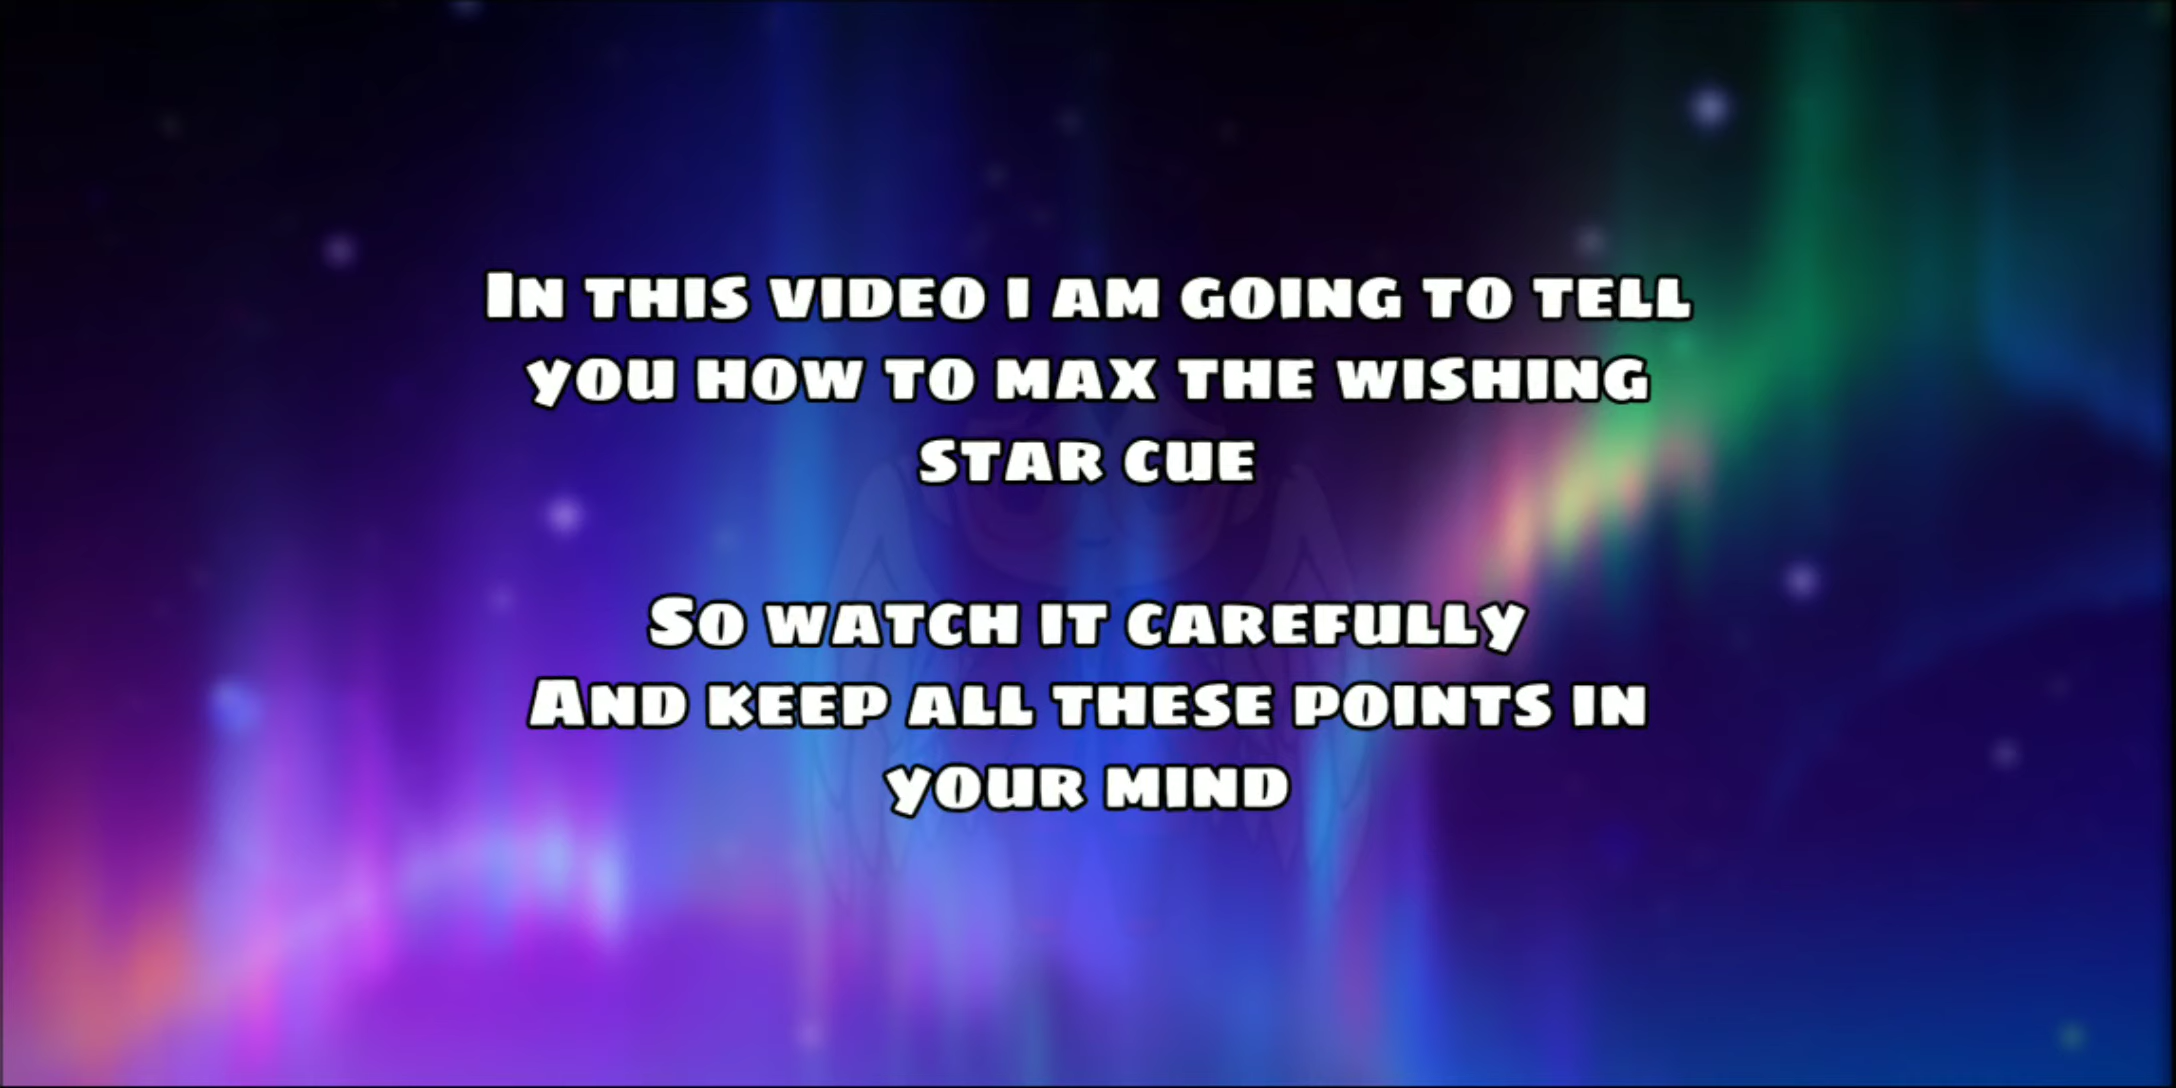 In this video i am going to tell
you how to max the wishing
star cue
So watch it carefully
And keep all these points in
your mind